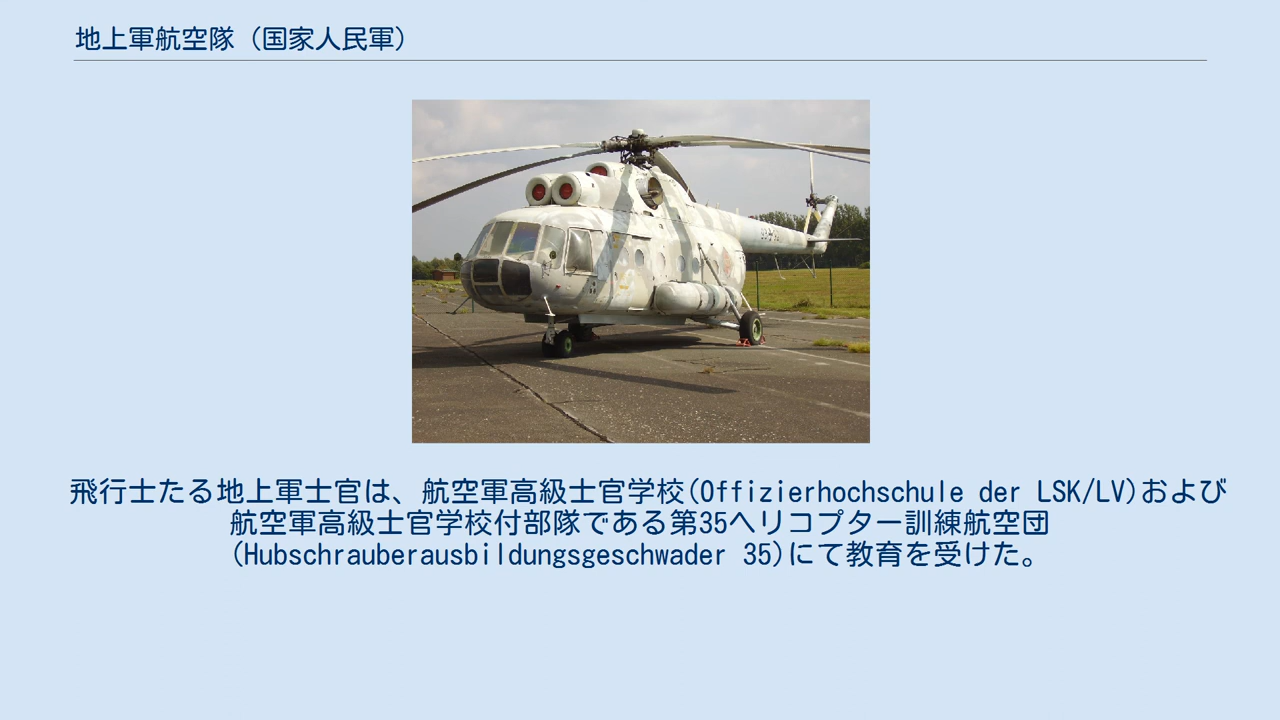 地上軍航空隊 (国家人民軍)
飛行士たる地上軍士官は、航空軍高級士官学校(Offizierhochschule der LSK/LV)および
航空軍高級士官学校付部隊である第35ヘリコプター訓練航空団
(Hubschrauberausbildungsgeschwader 35)にて教育を受けた。